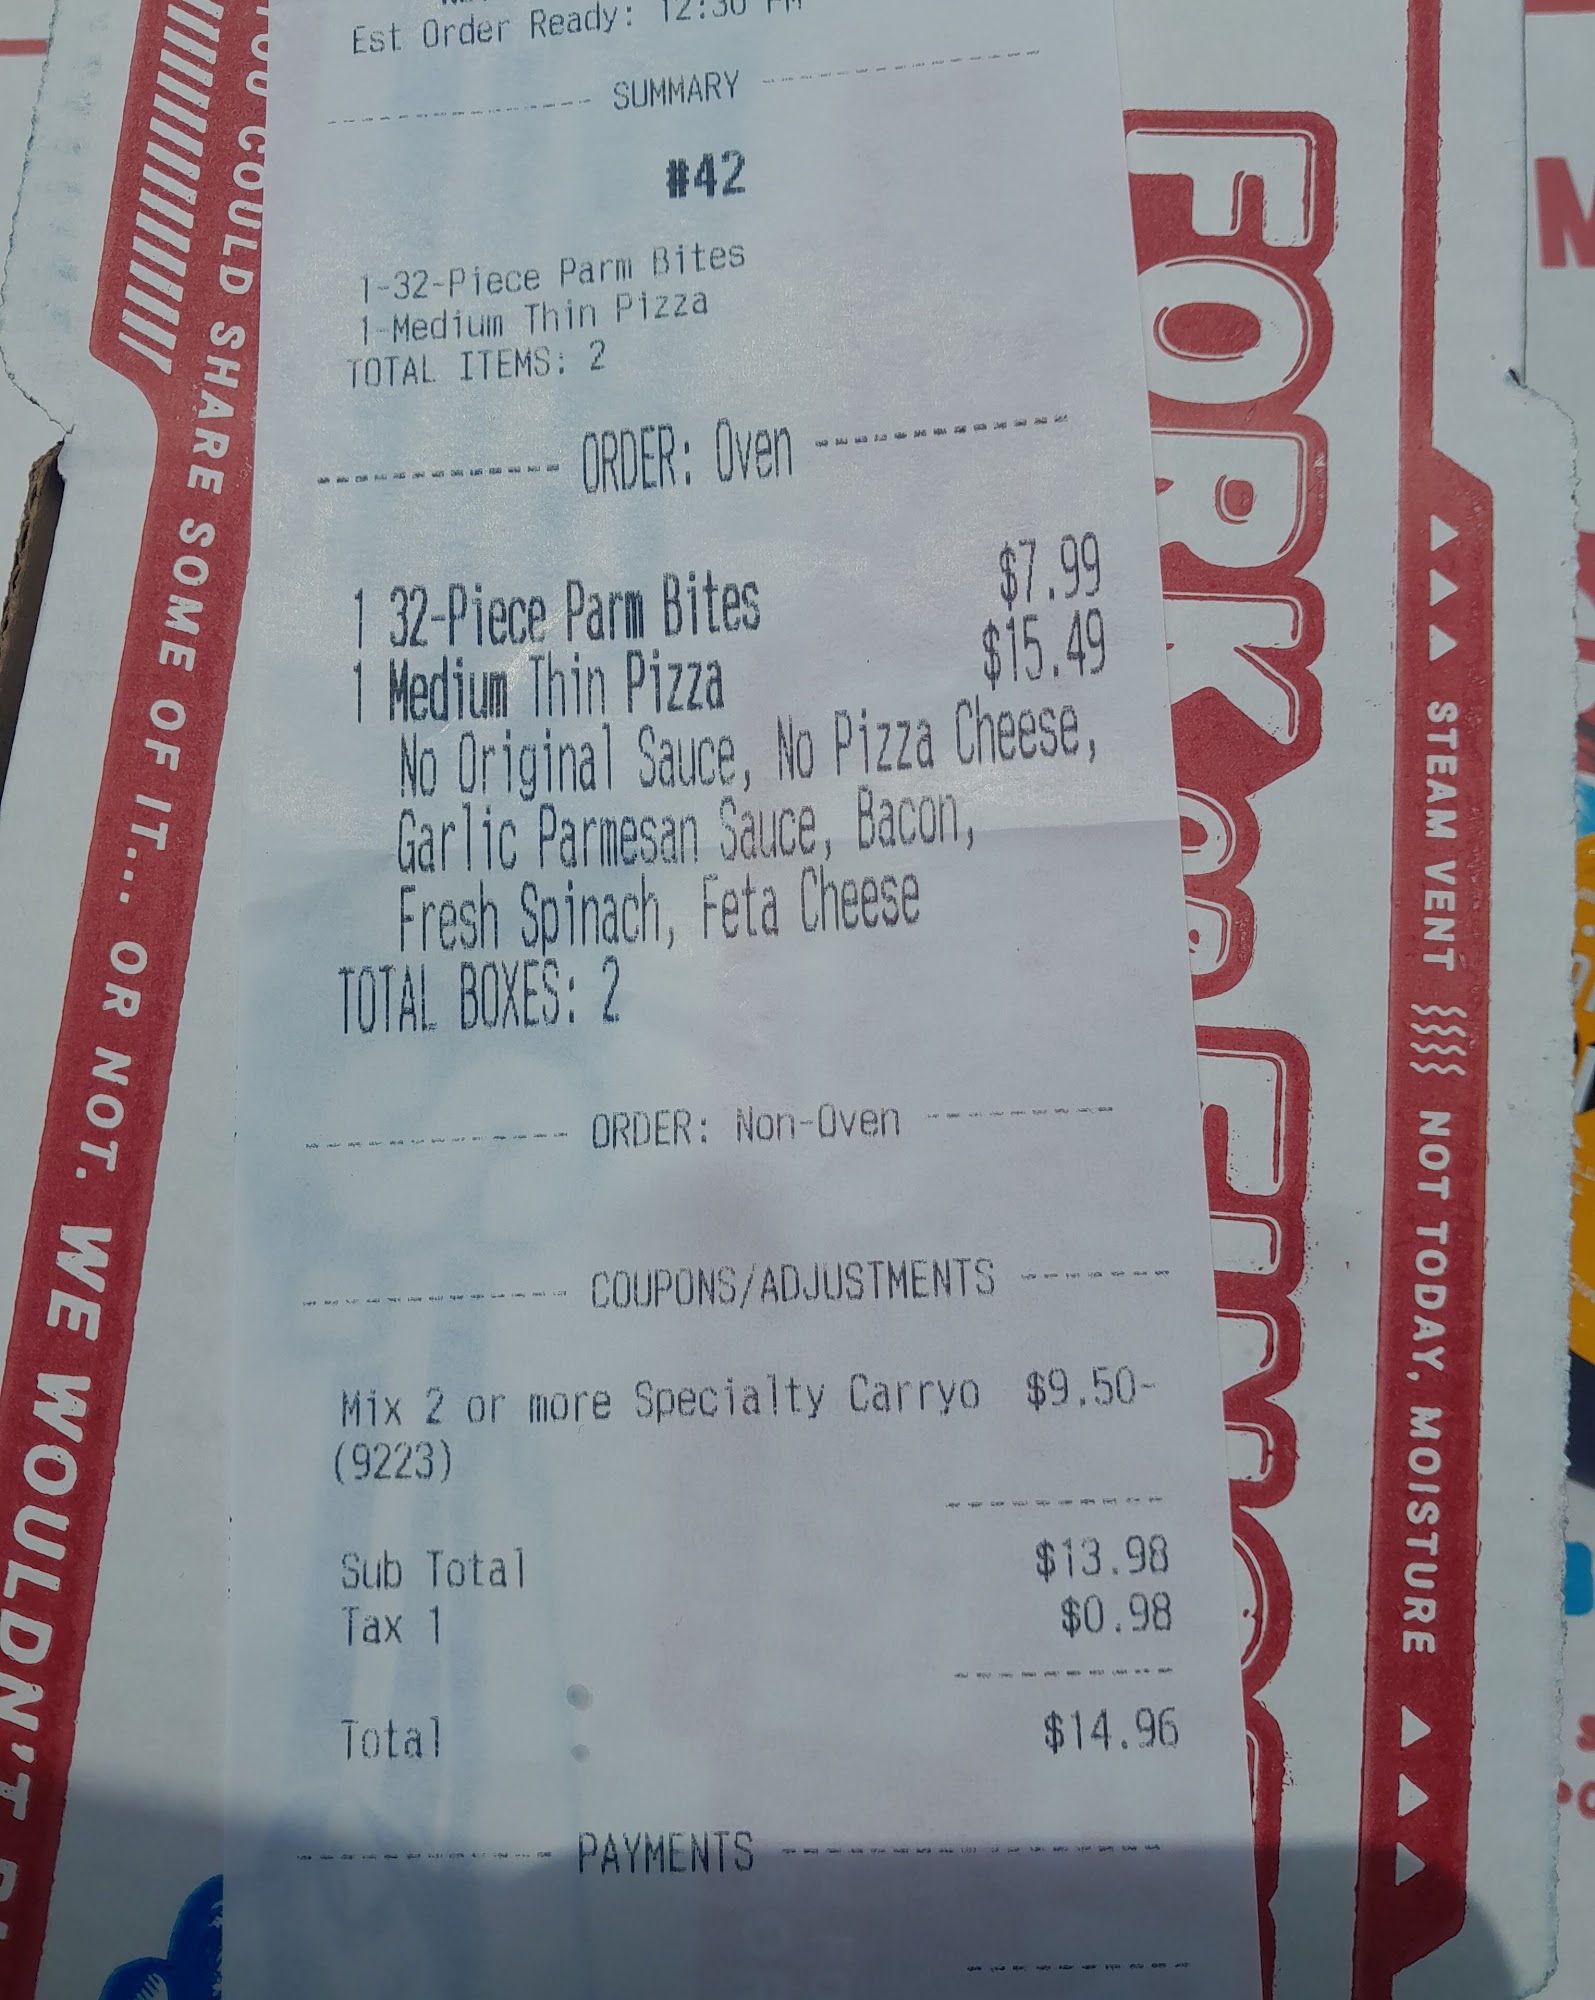 Est Order Ready: 12:30 PM
SUMMARY
#42
1-32-Piece Parm Bites
1-Medium Thin Pizza
TOTAL ITEMS: 2
ORDER: Oven
1 32-Piece Parm Bites $7.99
1 Medium Thin Pizza $15.49
No Original Sauce, No Pizza Cheese,
Garlic Parmesan Sauce, Bacon,
Fresh Spinach, Feta Cheese
TOTAL BOXES: 2
ORDER: Non-Oven
COUPONS/ADJUSTMENTS
Mix 2 or more Specialty Carryo $9.50-
(9223)
Sub Total $13.98
Tax 1 $0.98
Total $14.96
PAYMENTS
COULD SHARE SOME OF IT... OR NOT. WE WOULDN'T
FORK
STEAM VENT NOT TODAY, MOISTURE